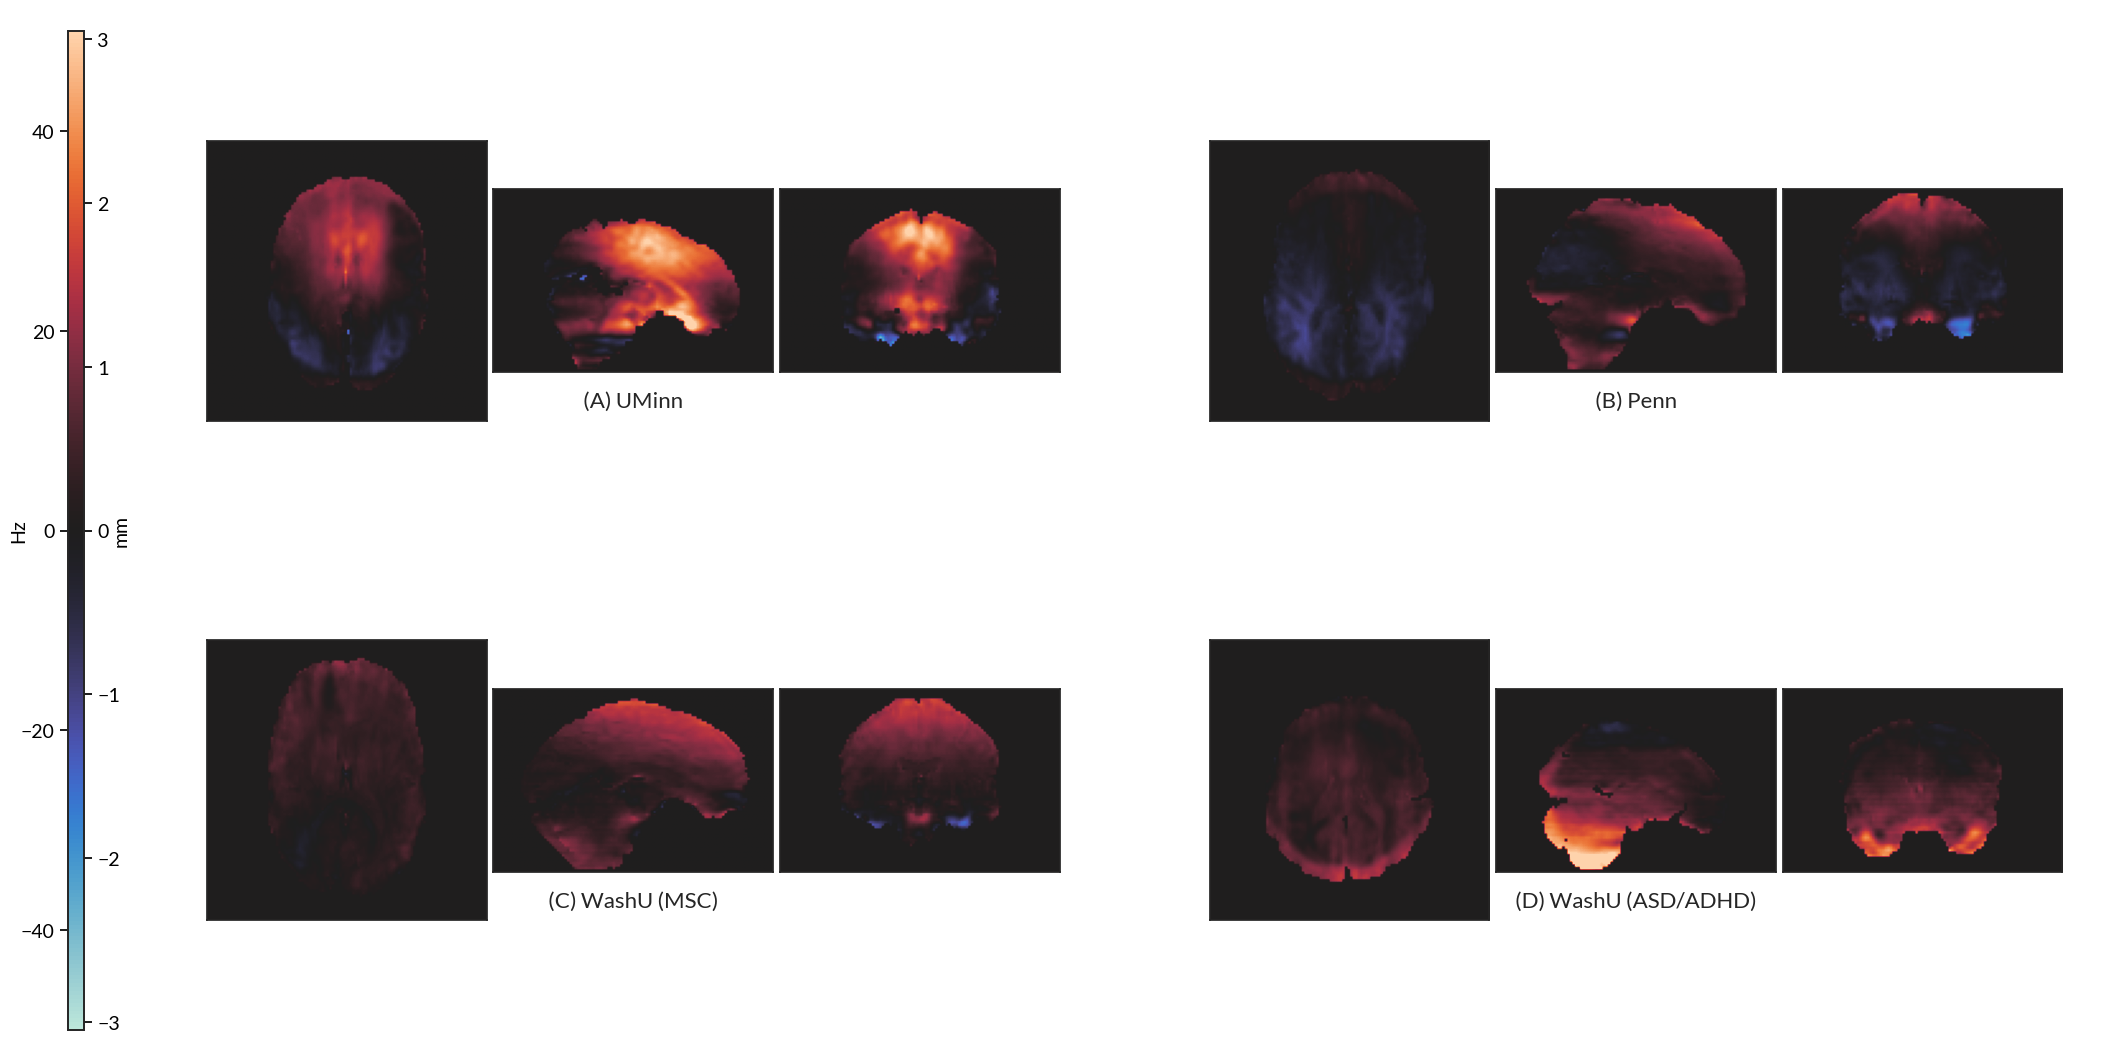 Hz
40
20
0
−20
−40
3
2
1
0
−1
−2
−3
mm
(A) UMinn
(B) Penn
(C) WashU (MSC)
(D) WashU (ASD/ADHD)